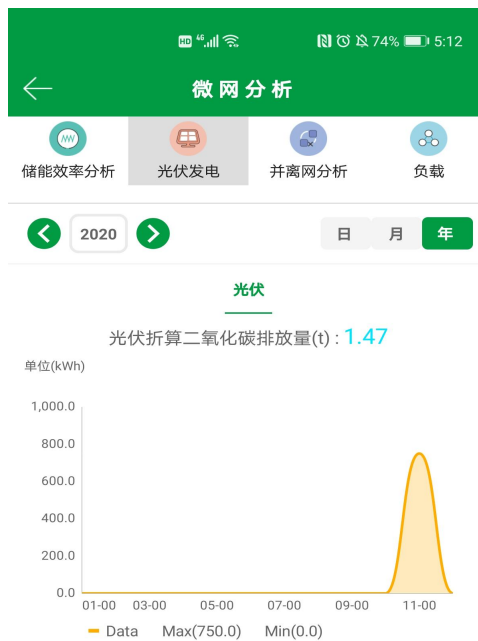 HD 4G 74% 5:12
微网分析
储能效率分析 光伏发电 并离网分析 负载
2020 日 月 年
光伏
光伏折算二氧化碳排放量(t) : 1.47
单位(kWh)
1,000.0
800.0
600.0
400.0
200.0
0.0
01-00 03-00 05-00 07-00 09-00 11-00
Data Max(750.0) Min(0.0)